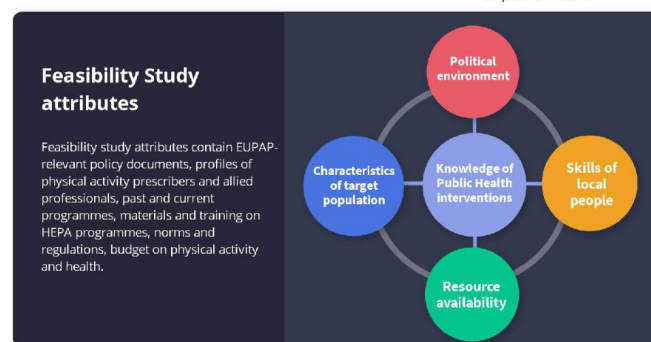 Feasibility Study
attributes
Feasibility study attributes contain EUPAP-
relevant policy documents, profiles of
physical activity prescribers and allied
professionals, past and current
programmes, materials and training on
HEPA programmes, norms and
regulations, budget on physical activity
and health.
Political
environment
Characteristics
of target
population
Knowledge of
Public Health
interventions
Skills of
local
people
Resource
availability